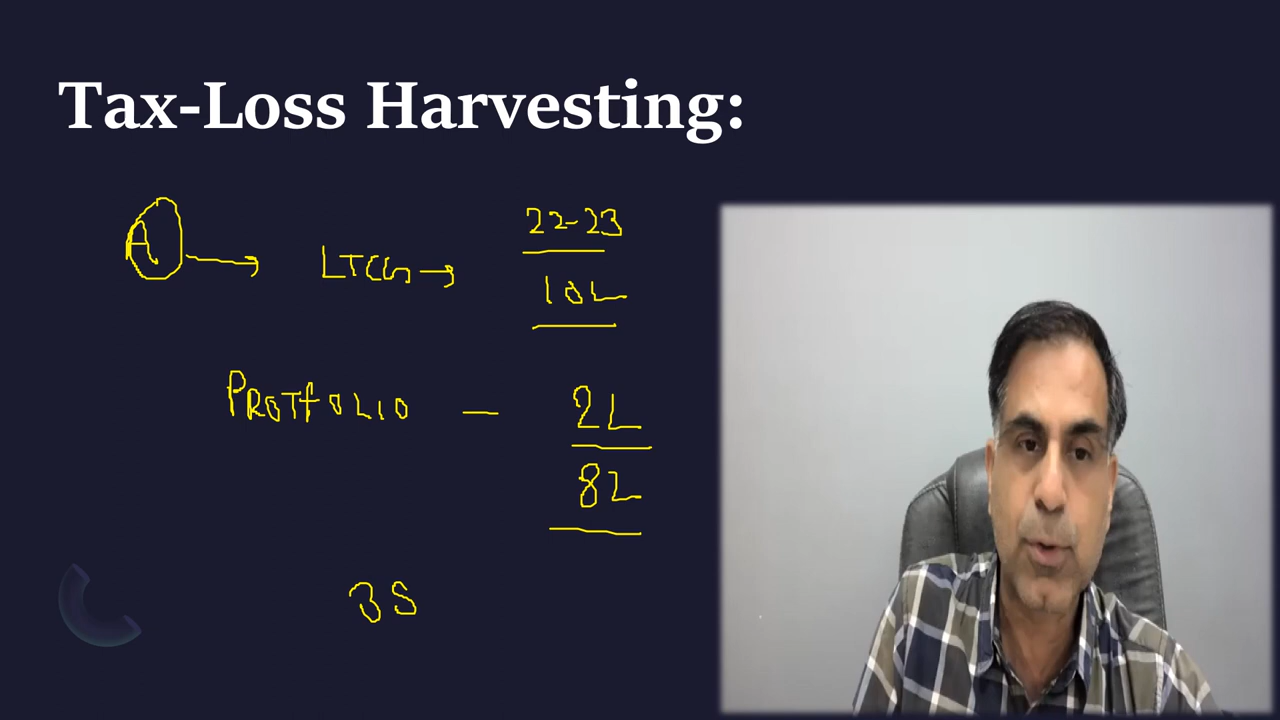 Tax-Loss Harvesting:
22-23
A → LTCG →
10L
PROTfOLIO — 2L
8L
3S